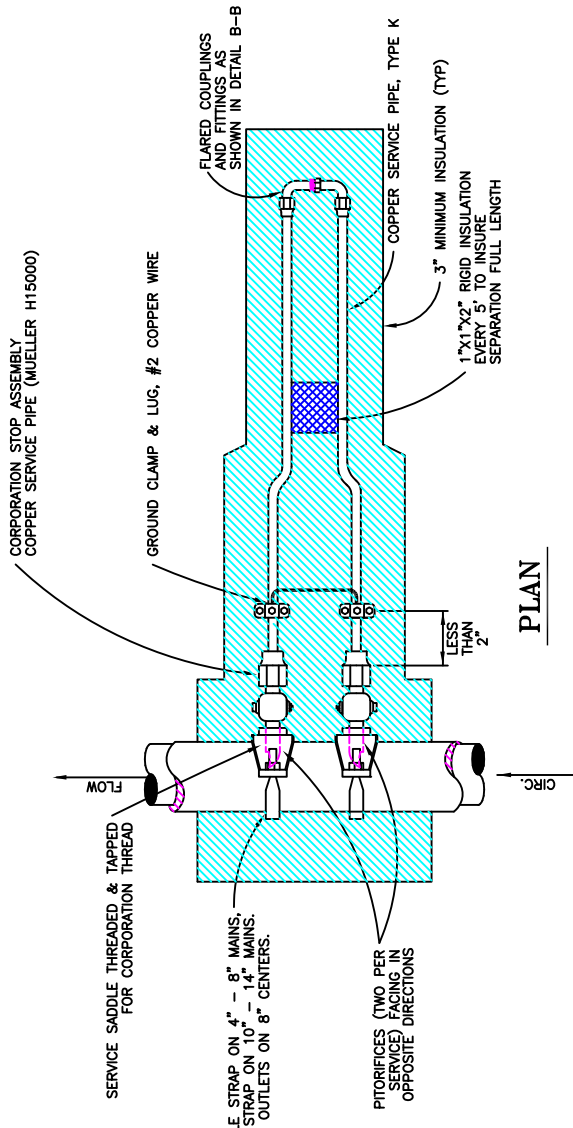 CORPORATION STOP ASSEMBLY
COPPER SERVICE PIPE (MUELLER H15000)
GROUND CLAMP & LUG, #2 COPPER WIRE
FLARED COUPLINGS
AND FITTINGS AS
SHOWN IN DETAIL B-B
SERVICE SADDLE THREADED & TAPPED
FOR CORPORATION THREAD
FLOW
.E STRAP ON 4" - 8" MAINS,
STRAP ON 10" - 14" MAINS.
OUTLETS ON 8" CENTERS.
PITORIFICES (TWO PER
SERVICE) FACING IN
OPPOSITE DIRECTIONS
CIRC.
LESS
THAN
2"
COPPER SERVICE PIPE, TYPE K
3" MINIMUM INSULATION (TYP)
1"X1"X2" RIGID INSULATION
EVERY 5' TO INSURE
SEPARATION FULL LENGTH
PLAN